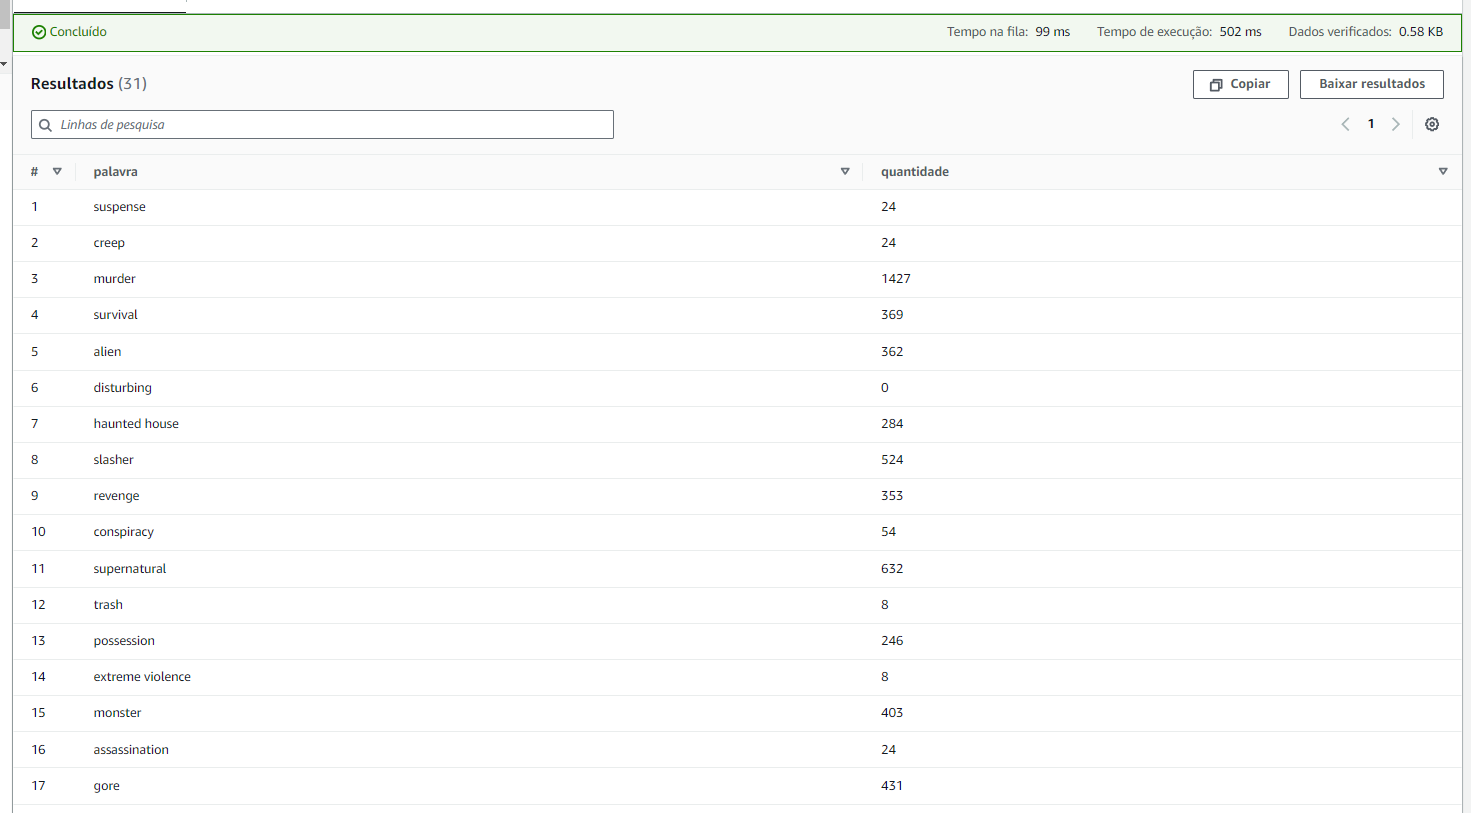 Concluído Tempo na fila: 99 ms Tempo de execução: 502 ms Dados verificados: 0.58 KB
Resultados (31) Copiar Baixar resultados
Linhas de pesquisa 1
# palavra quantidade
1 suspense 24
2 creep 24
3 murder 1427
4 survival 369
5 alien 362
6 disturbing 0
7 haunted house 284
8 slasher 524
9 revenge 353
10 conspiracy 54
11 supernatural 632
12 trash 8
13 possession 246
14 extreme violence 8
15 monster 403
16 assassination 24
17 gore 431